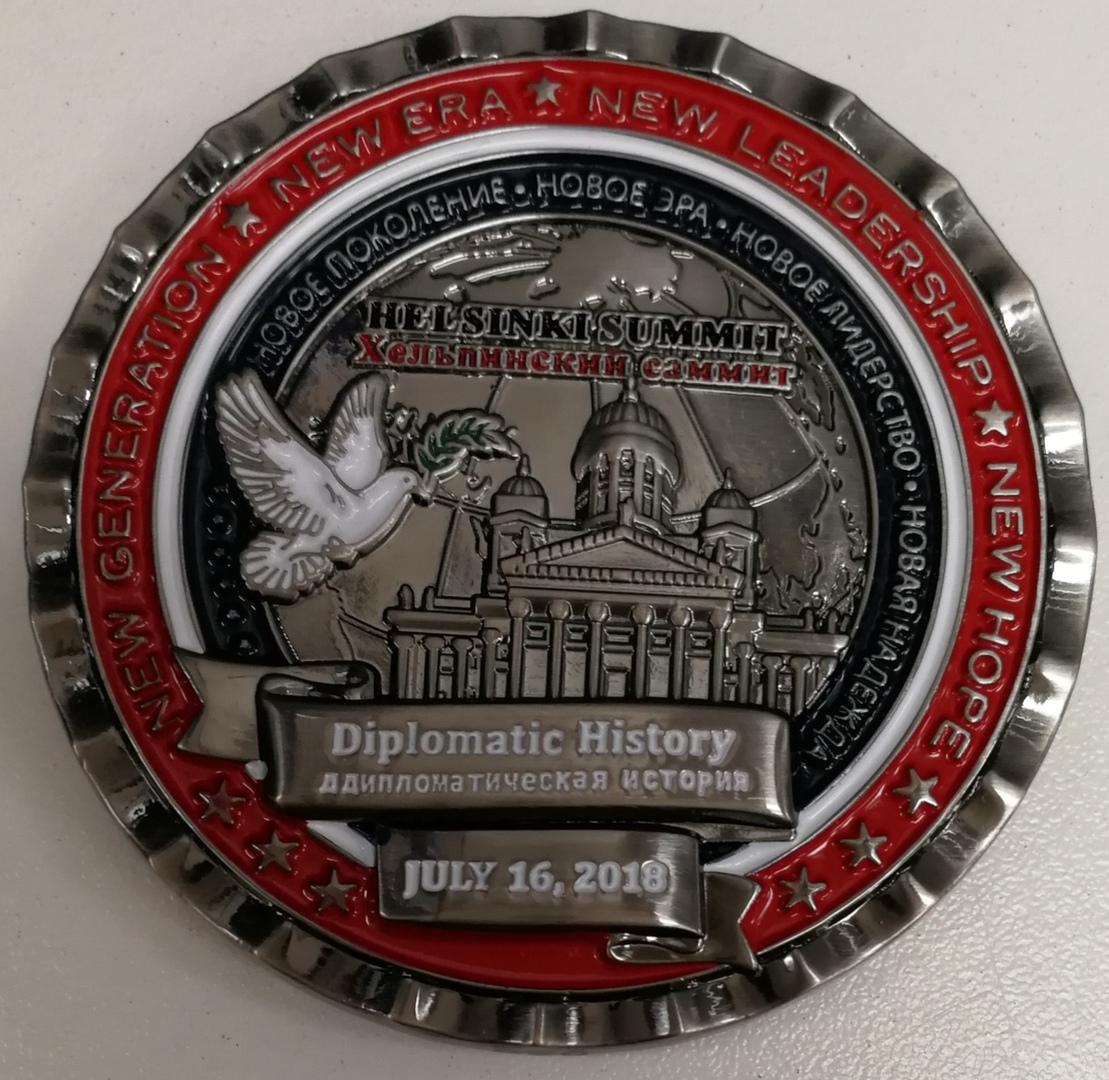 NEW GENERATION ★ NEW ERA ★ NEW LEADERSHIP ★ NEW HOPE
НОВОЕ ПОКОЛЕНИЕ • НОВОЕ ЭРА • НОВОЕ ЛИДЕРСТВО • НОВАЯ НАДЕЖДА
HELSINKI SUMMIT
Хельпинский саммит
Diplomatic History
ддипломатическая история
JULY 16, 2018